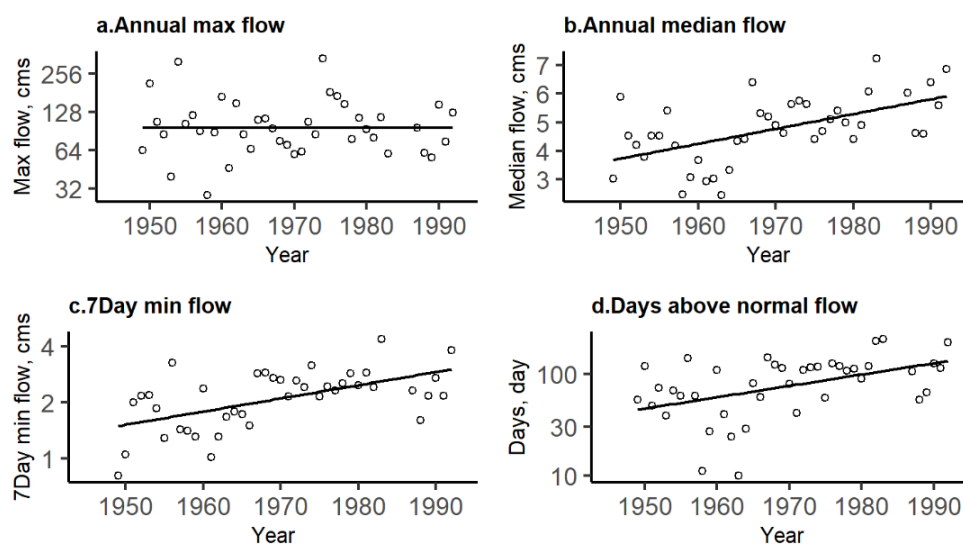 a.Annual max flow
Max flow, cms
256
128
64
32
1950 1960 1970 1980 1990
Year
b.Annual median flow
Median flow, cms
7
6
5
4
3
1950 1960 1970 1980 1990
Year
c.7Day min flow
7Day min flow, cms
4
2
1
1950 1960 1970 1980 1990
Year
d.Days above normal flow
Days, day
100
30
10
1950 1960 1970 1980 1990
Year